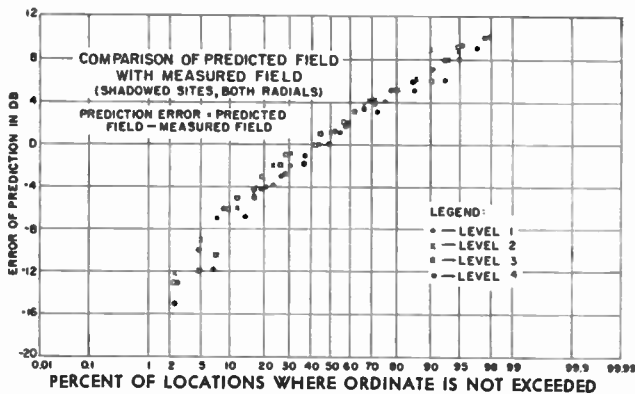 +12
8
4
0
-4
-8
-12
-16
-20
ERROR OF PREDICTION IN DB
COMPARISON OF PREDICTED FIELD
WITH MEASURED FIELD
(SHADOWED SITES, BOTH RADIALS)
PREDICTION ERROR = PREDICTED
FIELD — MEASURED FIELD
LEGEND:
— LEVEL 1
x — LEVEL 2
□ — LEVEL 3
• — LEVEL 4
0.01 0.1 1 2 5 10 20 30 40 50 60 70 80 90 95 98 99 99.9 99.99
PERCENT OF LOCATIONS WHERE ORDINATE IS NOT EXCEEDED